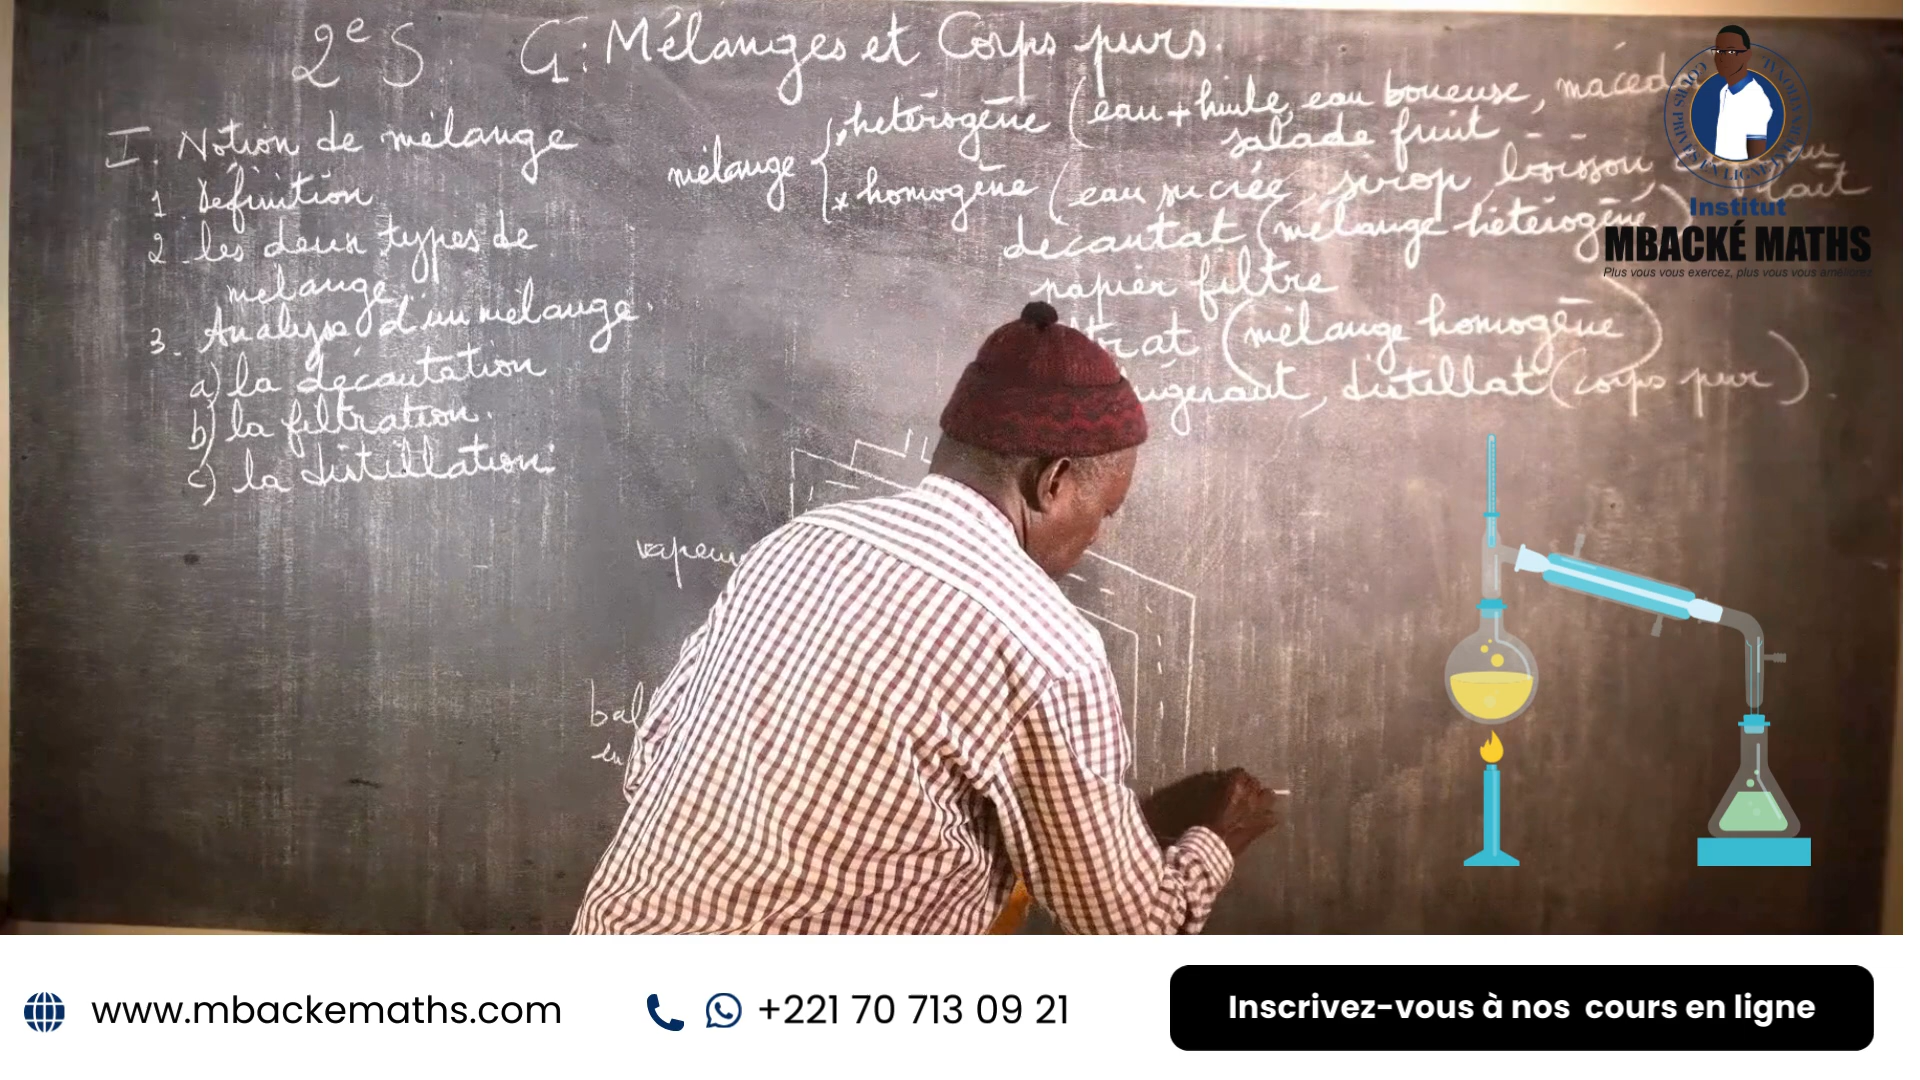 2e S. C1: Mélanges et Corps purs.
I. Notion de mélange
1. Définition
2. les deux types de
mélange
3. Analyse d'un mélange.
a) la décantation
b) la filtration.
c) la distillation.
mélange
* hétérogène (eau + huile, eau boueuse,
salade fruit - -
* homogène (eau sucrée, sirop, boisson
décantat (mélange hétérogène)
papier filtre
(mélange homogène)
distillat (corps pur).
vapeur
COURS PRIVÉS EN LIGNE
Institut
MBACKÉ MATHS
Plus vous vous exercez, plus vous vous améliorez
www.mbackemaths.com
+221 70 713 09 21
Inscrivez-vous à nos cours en ligne